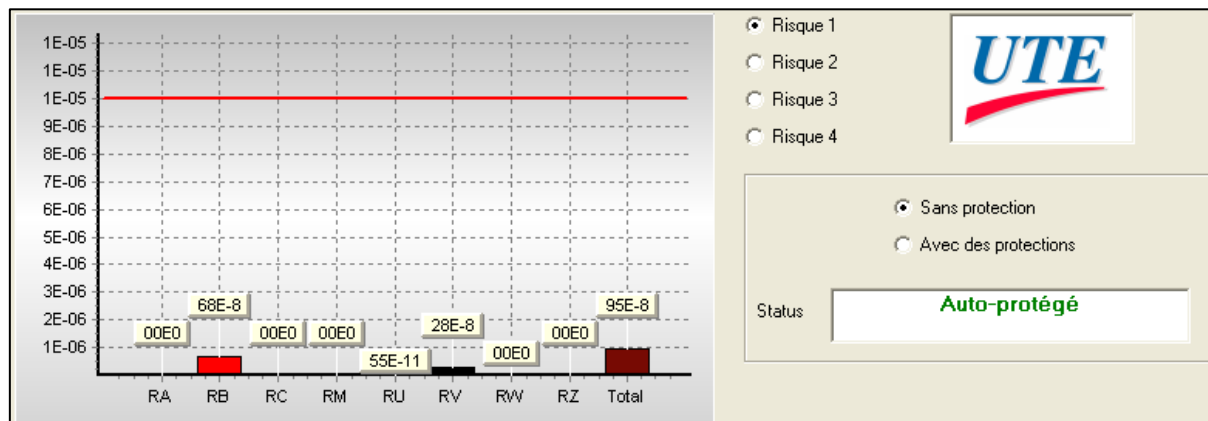 1E-05
1E-05
1E-05
9E-06
8E-06
7E-06
6E-06
5E-06
4E-06
3E-06
2E-06
1E-06
00E0
68E-8
00E0
00E0
55E-11
28E-8
00E0
00E0
95E-8
RA RB RC RM RU RV RW RZ Total
Risque 1
Risque 2
Risque 3
Risque 4
UTE
Sans protection
Avec des protections
Status
Auto-protégé